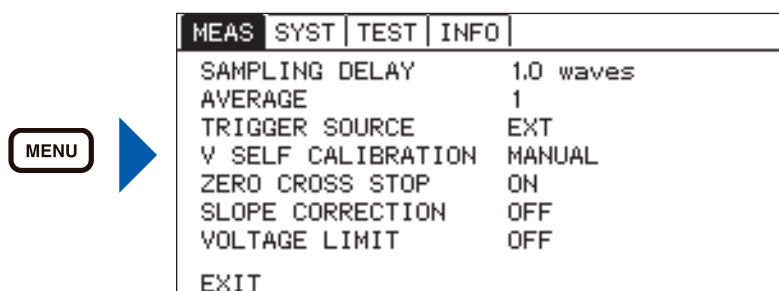 MEAS SYST TEST INFO
MENU
SAMPLING DELAY 1.0 waves
AVERAGE 1
TRIGGER SOURCE EXT
V SELF CALIBRATION MANUAL
ZERO CROSS STOP ON
SLOPE CORRECTION OFF
VOLTAGE LIMIT OFF
EXIT